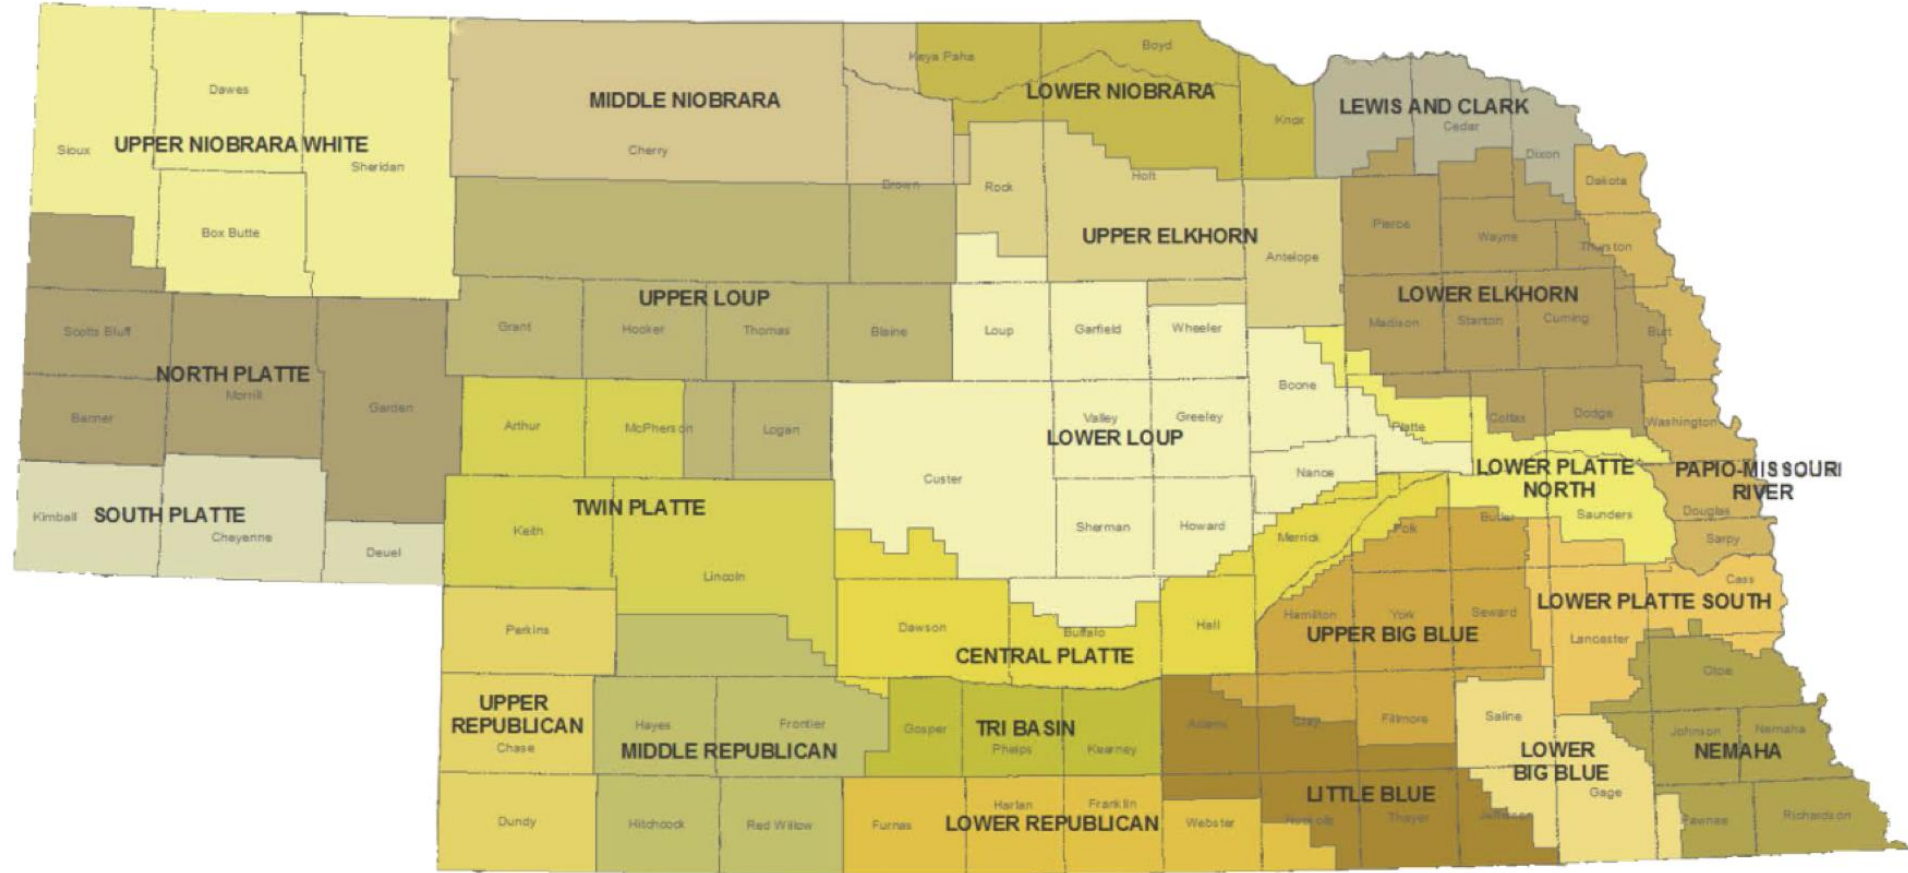 Keya Paha
Boyd
Dawes
MIDDLE NIOBRARA
LOWER NIOBRARA
LEWIS AND CLARK
Knox
Cedar
UPPER NIOBRARA WHITE
Sioux
Sheridan
Cherry
Dixon
Brown
Rock
Holt
Dakota
Box Butte
Pierce
UPPER ELKHORN
Wayne
Thurston
Antelope
UPPER LOUP
LOWER ELKHORN
Scotts Bluff
Grant
Hooker
Thomas
Blaine
Loup
Garfield
Wheeler
Madison
Stanton
Cuming
Burt
NORTH PLATTE
Morrill
Garden
Boone
Banner
Arthur
McPherson
Logan
Valley
Greeley
Platte
Colfax
Dodge
Washington
LOWER LOUP
Custer
Nance
LOWER PLATTE
NORTH
PAPIO-MISSOURI
RIVER
Kimball
SOUTH PLATTE
Cheyenne
TWIN PLATTE
Keith
Sherman
Howard
Merrick
Polk
Butler
Saunders
Douglas
Sarpy
Deuel
Lincoln
Cass
LOWER PLATTE SOUTH
Perkins
Dawson
Buffalo
Hall
Hamilton
York
Seward
UPPER BIG BLUE
Lancaster
CENTRAL PLATTE
Otoe
UPPER
REPUBLICAN
Chase
Hayes
Frontier
MIDDLE REPUBLICAN
Gosper
TRI BASIN
Phelps
Kearney
Adams
Clay
Fillmore
Saline
LOWER
BIG BLUE
Gage
Johnson
Nemaha
NEMAHA
Dundy
Hitchcock
Red Willow
Furnas
Harlan
Franklin
LOWER REPUBLICAN
Webster
LITTLE BLUE
Nuckolls
Thayer
Jefferson
Pawnee
Richardson